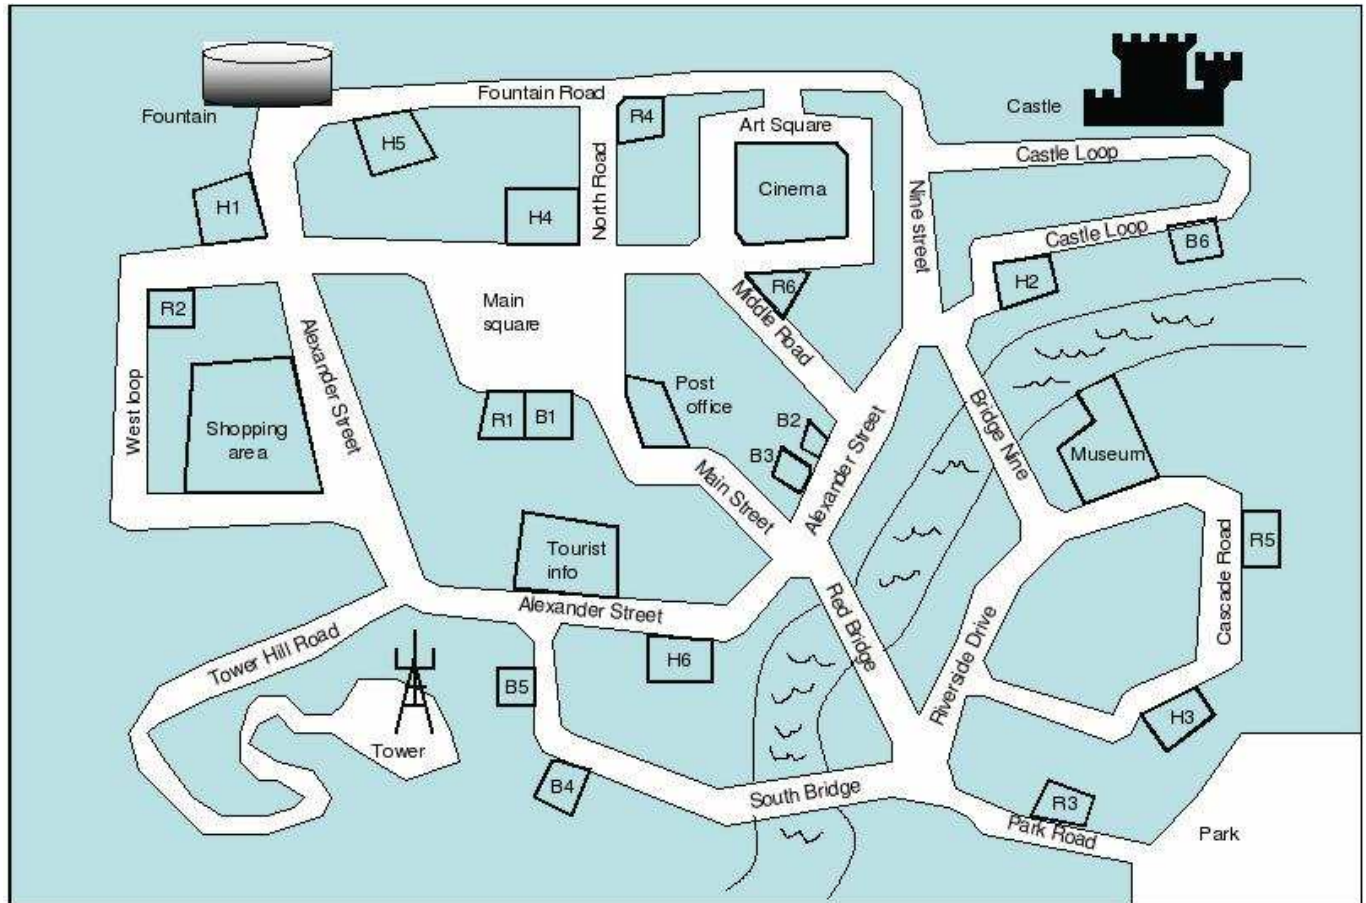 Fountain
Fountain Road
Castle
R4
Art Square
H5
Castle Loop
Cinema
North Road
Nine street
H1
H4
Castle Loop
B6
R2
Main
square
R6
H2
Middle Road
Alexander Street
West loop
Post
office
Bridge Nine
Shopping
area
R1
B1
B2
B3
Alexander Street
Museum
Main Street
R5
Cascade Road
Tourist
info
Alexander Street
Red Bridge
Riverside Drive
Tower Hill Road
H6
B5
H3
Tower
B4
South Bridge
R3
Park Road
Park